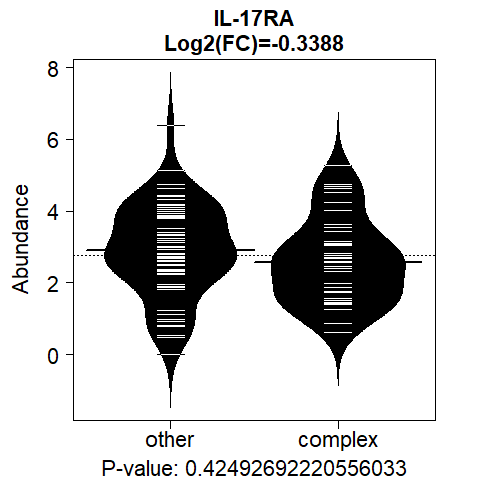 IL-17RA
Log2(FC)=-0.3388
Abundance
8
6
4
2
0
other complex
P-value: 0.42492692220556033